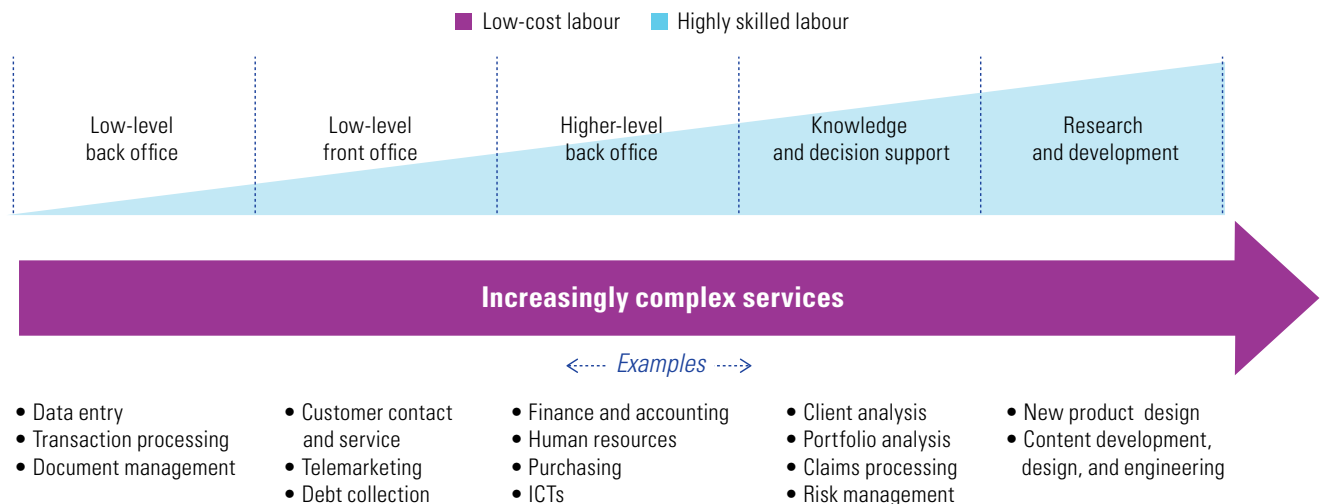 Low-cost labour
Highly skilled labour
Low-level
back office
Low-level
front office
Higher-level
back office
Knowledge
and decision support
Research
and development
Increasingly complex services
Examples
• Data entry
• Transaction processing
• Document management
• Customer contact
and service
• Telemarketing
• Debt collection
• Finance and accounting
• Human resources
• Purchasing
• ICTs
• Client analysis
• Portfolio analysis
• Claims processing
• Risk management
• New product design
• Content development,
design, and engineering